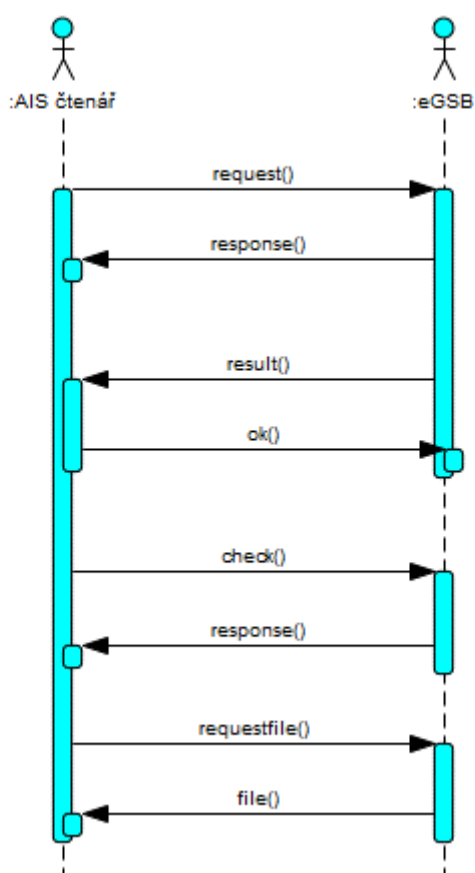 :AIS čtenář
:eGSB
request()
response()
result()
ok()
check()
response()
requestfile()
file()